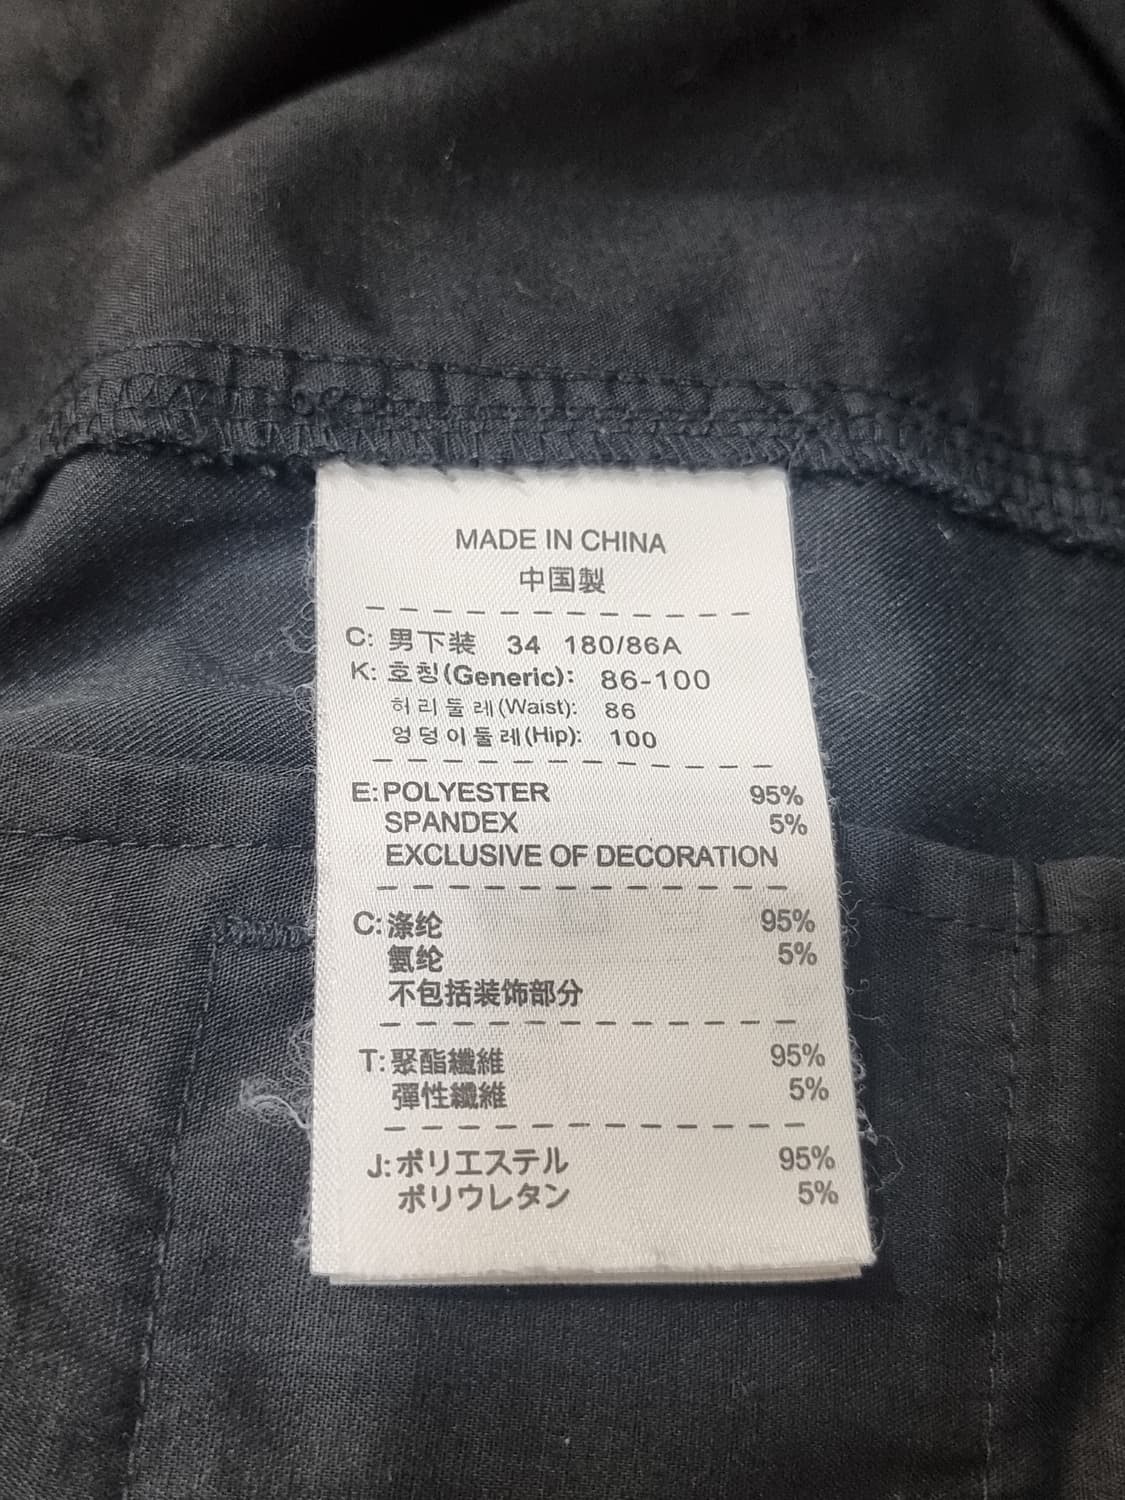 MADE IN CHINA
中国製
C: 男下装 34 180/86A
K: 호칭(Generic): 86-100
허리둘레(Waist): 86
엉덩이둘레(Hip): 100
E: POLYESTER 95%
SPANDEX 5%
EXCLUSIVE OF DECORATION
C: 涤纶 95%
氨纶 5%
不包括装饰部分
T: 聚酯纖維 95%
彈性纖維 5%
J: ポリエステル 95%
ポリウレタン 5%